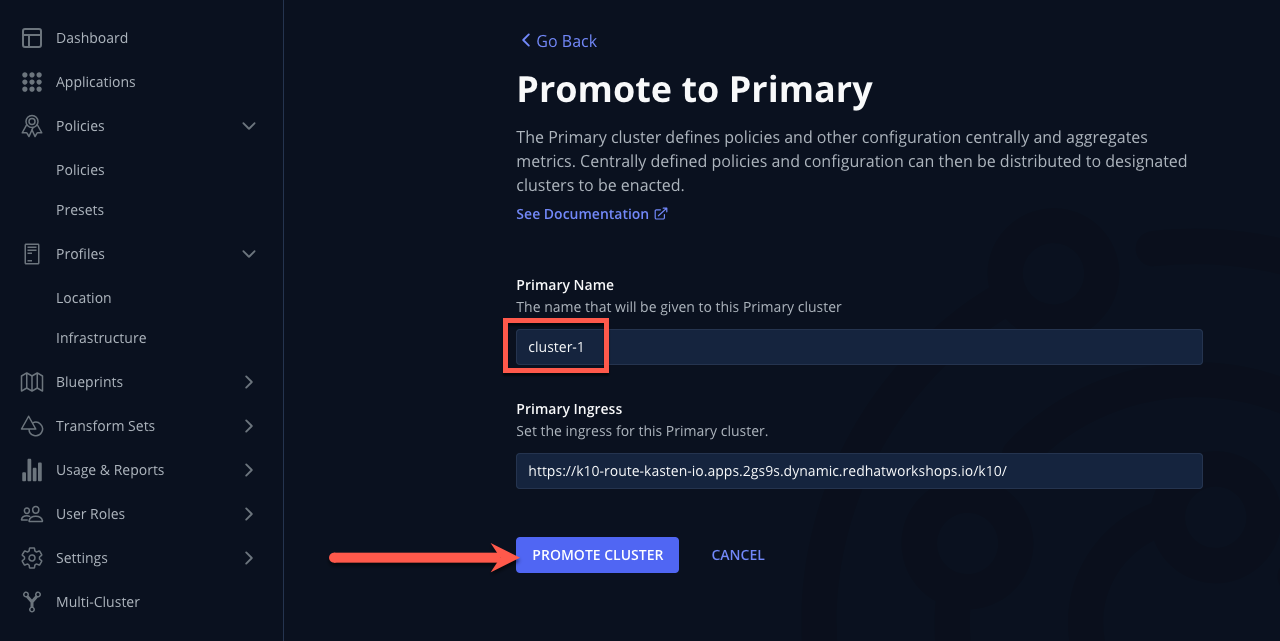 Dashboard
Applications
Policies
Policies
Presets
Profiles
Location
Infrastructure
Blueprints
Transform Sets
Usage & Reports
User Roles
Settings
Multi-Cluster
Go Back
Promote to Primary
The Primary cluster defines policies and other configuration centrally and aggregates
metrics. Centrally defined policies and configuration can then be distributed to designated
clusters to be enacted.
See Documentation
Primary Name
The name that will be given to this Primary cluster
cluster-1
Primary Ingress
Set the ingress for this Primary cluster.
https://k10-route-kasten-io.apps.2gs9s.dynamic.redhatworkshops.io/k10/
PROMOTE CLUSTER
CANCEL